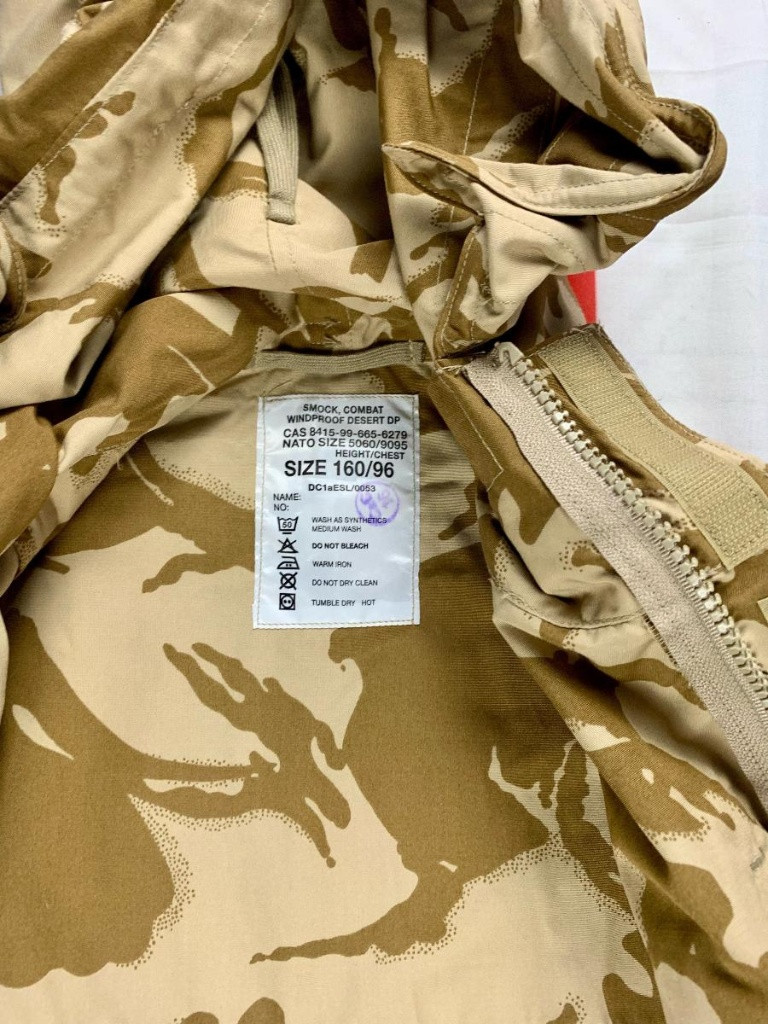 SMOCK, COMBAT
WINDPROOF DESERT DP
CAS 8415-99-665-6279
NATO SIZE 5060/9095
HEIGHT/CHEST
SIZE 160/96
DC1aESL/0053
NAME:
NO:
50 WASH AS SYNTHETICS
MEDIUM WASH
DO NOT BLEACH
WARM IRON
DO NOT DRY CLEAN
TUMBLE DRY HOT